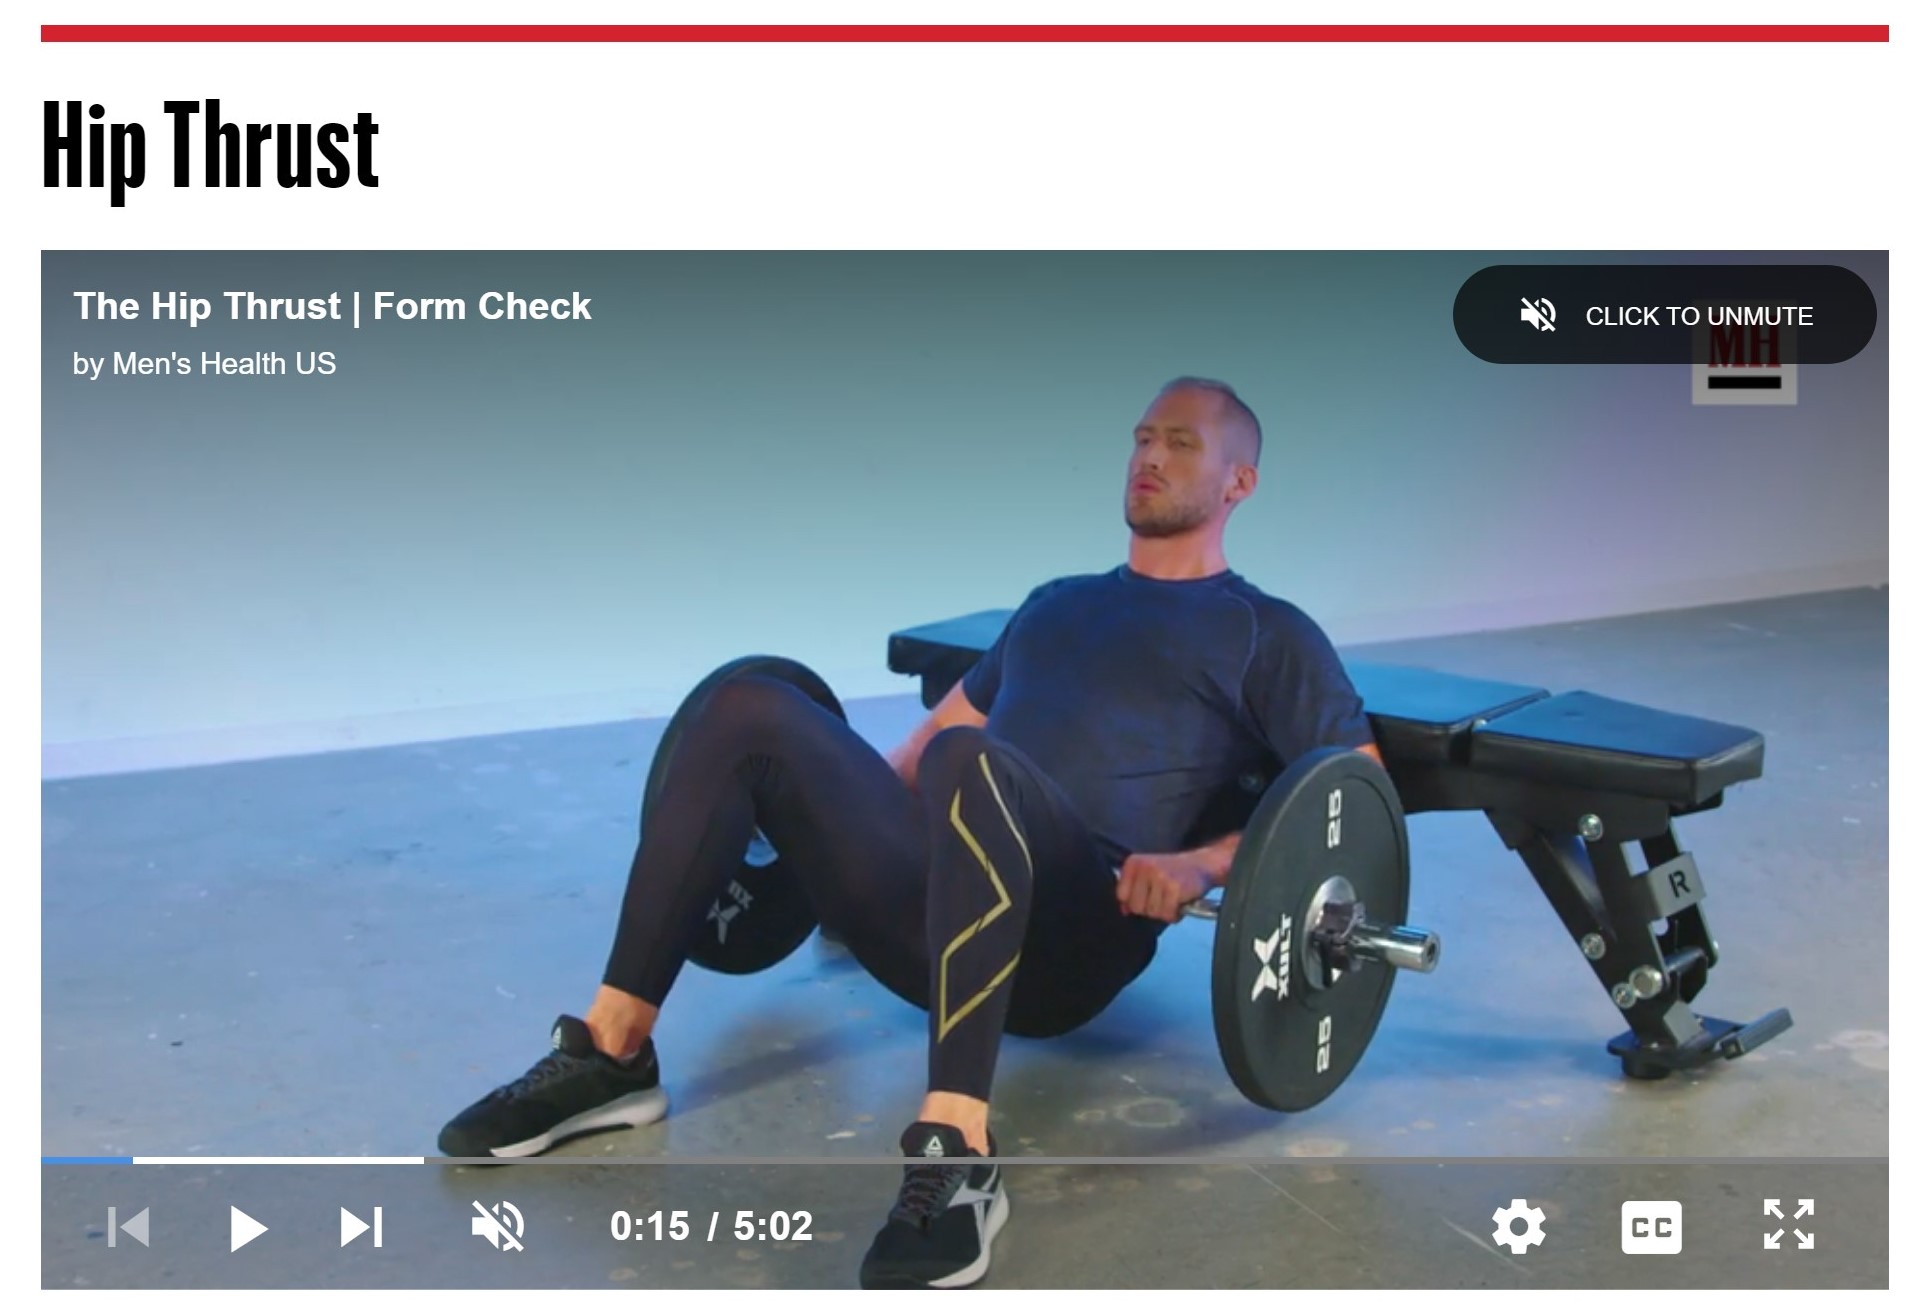 Hip Thrust
The Hip Thrust | Form Check
by Men's Health US
CLICK TO UNMUTE
MH
25
XULT
25
R
0:15 / 5:02
CC